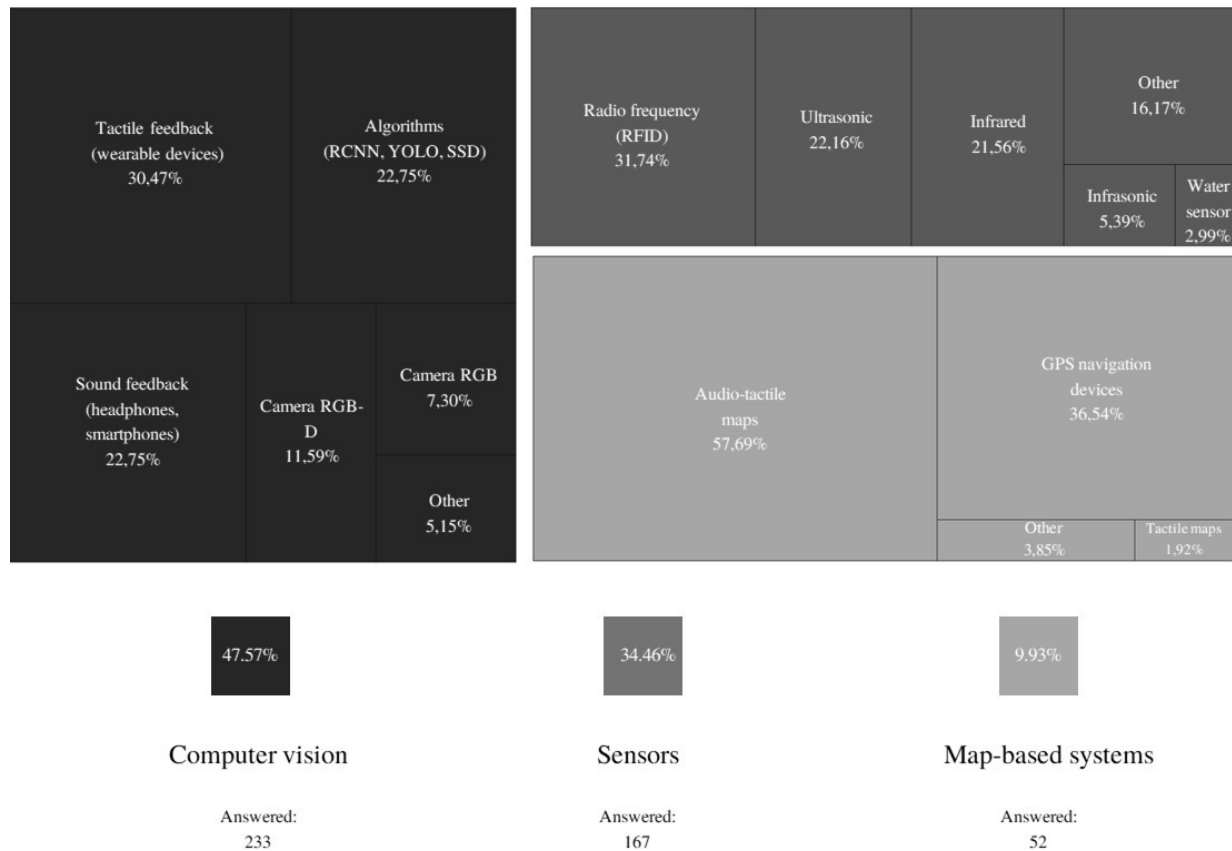 Tactile feedback
(wearable devices)
30,47%
Algorithms
(RCNN, YOLO, SSD)
22,75%
Sound feedback
(headphones,
smartphones)
22,75%
Camera RGB-
D
11,59%
Camera RGB
7,30%
Other
5,15%
Radio frequency
(RFID)
31,74%
Ultrasonic
22,16%
Infrared
21,56%
Other
16,17%
Infrasonic
5,39%
Water
sensor
2,99%
Audio-tactile
maps
57,69%
GPS navigation
devices
36,54%
Other
3,85%
Tactile maps
1,92%
47.57%
Computer vision
Answered:
233
34.46%
Sensors
Answered:
167
9.93%
Map-based systems
Answered:
52